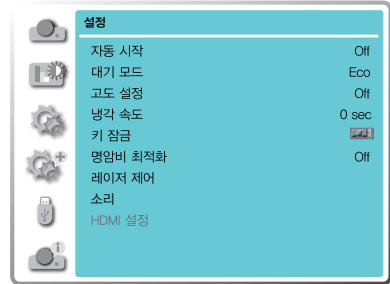 설정
자동 시작 Off
대기 모드 Eco
고도 설정 Off
냉각 속도 0 sec
키 잠금
명암비 최적화 Off
레이저 제어
소리
HDMI 설정